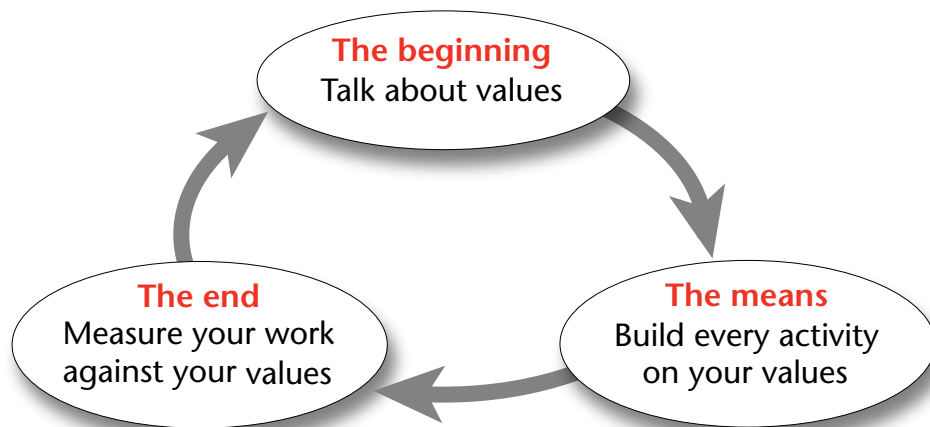 The beginning
Talk about values
The means
Build every activity
on your values
The end
Measure your work
against your values